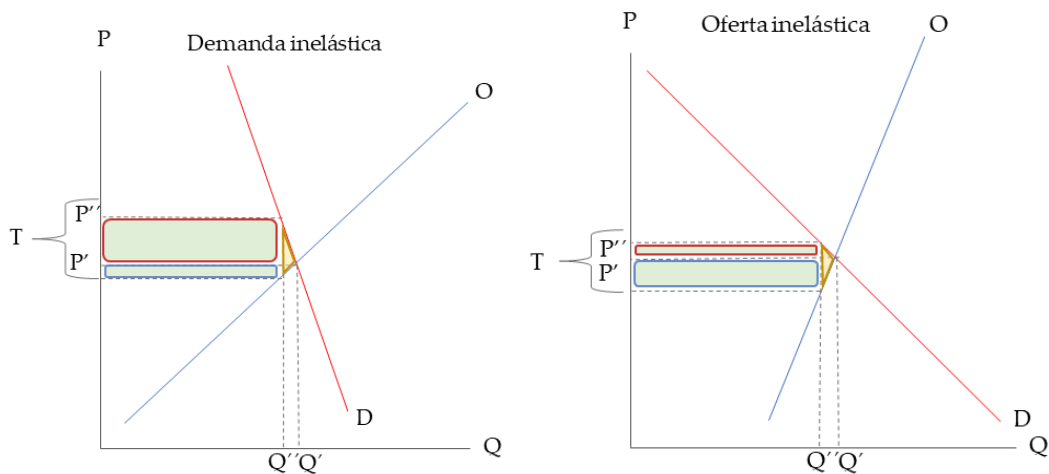 Demanda inelástica
P
O
P′′
T
P′
D
Q
Q′′Q′
Oferta inelástica
P
O
P′′
T
P′
D
Q
Q′′Q′